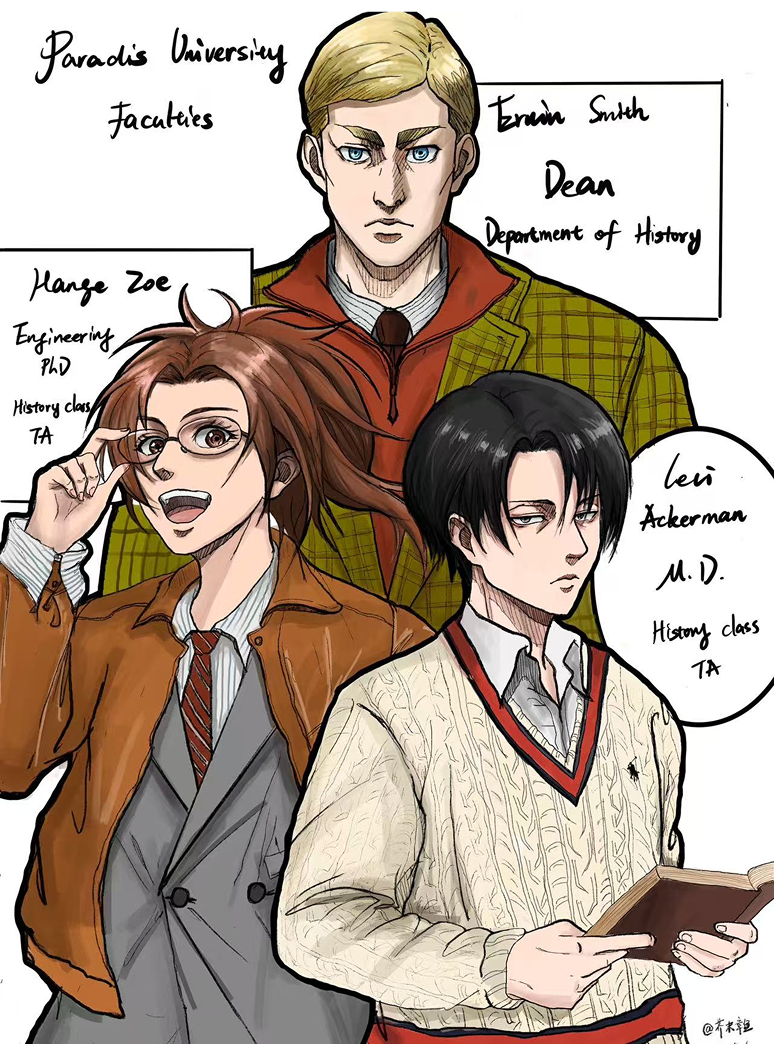 Paradis University
Faculties
Erwin Smith
Dean
Department of History
Hange Zoe
Engineering
PhD
History class
TA
Levi
Ackerman
M.D.
History class
TA